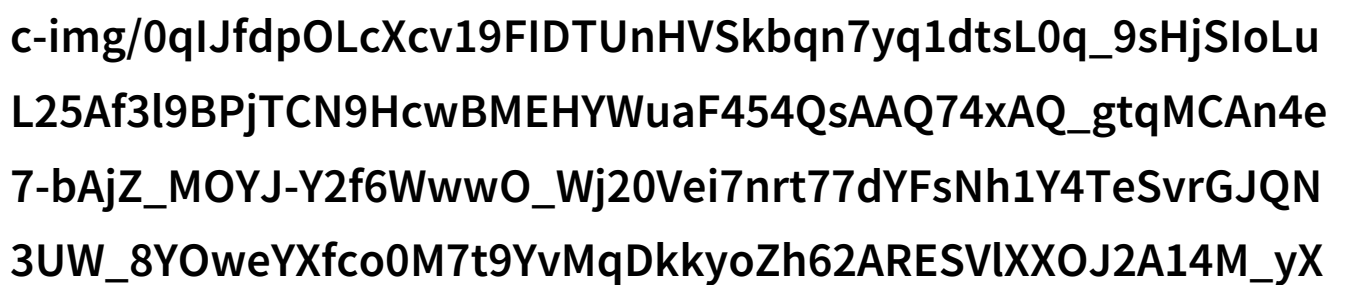 c-img/0qIJfdpOLcXcv19FIDTUnHVSkbqn7yq1dtsL0q_9sHjSIoLu
L25Af3l9BPjTCN9HcwBMEHYWuaF454QsAAQ74xAQ_gtqMCAn4e
7-bAjZ_MOYJ-Y2f6WwwO_Wj20Vei7nrt77dYFsNh1Y4TeSvrGJQN
3UW_8YOweYXfco0M7t9YvMqDkkyoZh62ARESVlXXOJ2A14M_yX